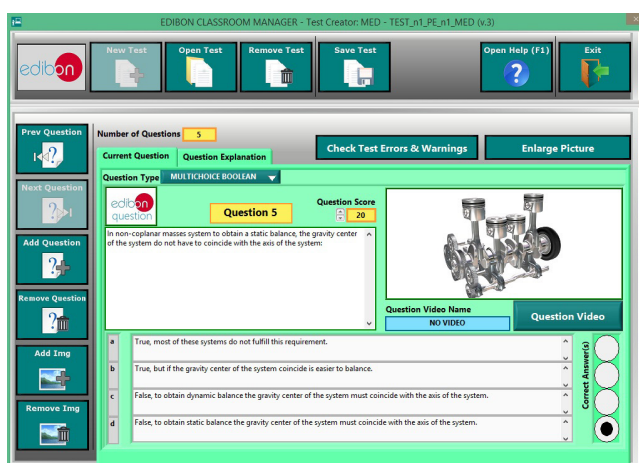 EDIBON CLASSROOM MANAGER - Test Creator: MED - TEST_n1_PE_n1_MED (v.3)
edibon
New Test
Open Test
Remove Test
Save Test
Open Help (F1)
Exit
Prev Question
Next Question
Add Question
Remove Question
Add Img
Remove Img
Number of Questions 5
Check Test Errors & Warnings
Enlarge Picture
Current Question
Question Explanation
Question Type MULTICHOICE BOOLEAN
edibon
question
Question 5
Question Score
20
In non-coplanar masses system to obtain a static balance, the gravity center
of the system do not have to coincide with the axis of the system:
Question Video Name
NO VIDEO
Question Video
a True, most of these systems do not fulfill this requirement.
b True, but if the gravity center of the system coincide is easier to balance.
c False, to obtain dynamic balance the gravity center of the system must coincide with the axis of the system.
d False, to obtain static balance the gravity center of the system must coincide with the axis of the system.
Correct Answer(s)